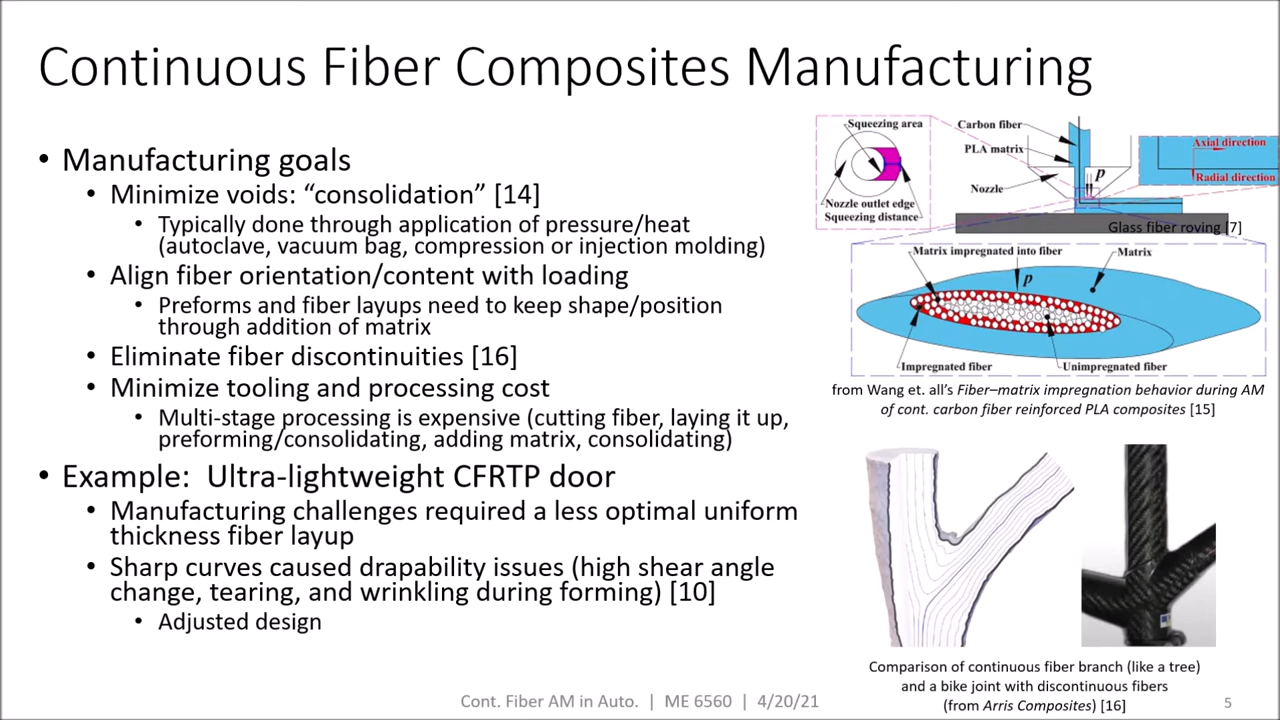 Continuous Fiber Composites Manufacturing
• Manufacturing goals
• Minimize voids: “consolidation” [14]
• Typically done through application of pressure/heat
(autoclave, vacuum bag, compression or injection molding)
• Align fiber orientation/content with loading
• Preforms and fiber layups need to keep shape/position
through addition of matrix
• Eliminate fiber discontinuities [16]
• Minimize tooling and processing cost
• Multi-stage processing is expensive (cutting fiber, laying it up,
preforming/consolidating, adding matrix, consolidating)
• Example:  Ultra-lightweight CFRTP door
• Manufacturing challenges required a less optimal uniform
thickness fiber layup
• Sharp curves caused drapability issues (high shear angle
change, tearing, and wrinkling during forming) [10]
• Adjusted design
Squeezing area
Nozzle outlet edge
Squeezing distance
Carbon fiber
PLA matrix
Nozzle
p
Axial direction
Radial direction
Glass fiber roving [7]
Matrix impregnated into fiber
Matrix
p
Impregnated fiber
Unimpregnated fiber
from Wang et. all’s Fiber–matrix impregnation behavior during AM
of cont. carbon fiber reinforced PLA composites [15]
Comparison of continuous fiber branch (like a tree)
and a bike joint with discontinuous fibers
(from Arris Composites) [16]
Cont. Fiber AM in Auto. | ME 6560 | 4/20/21
5